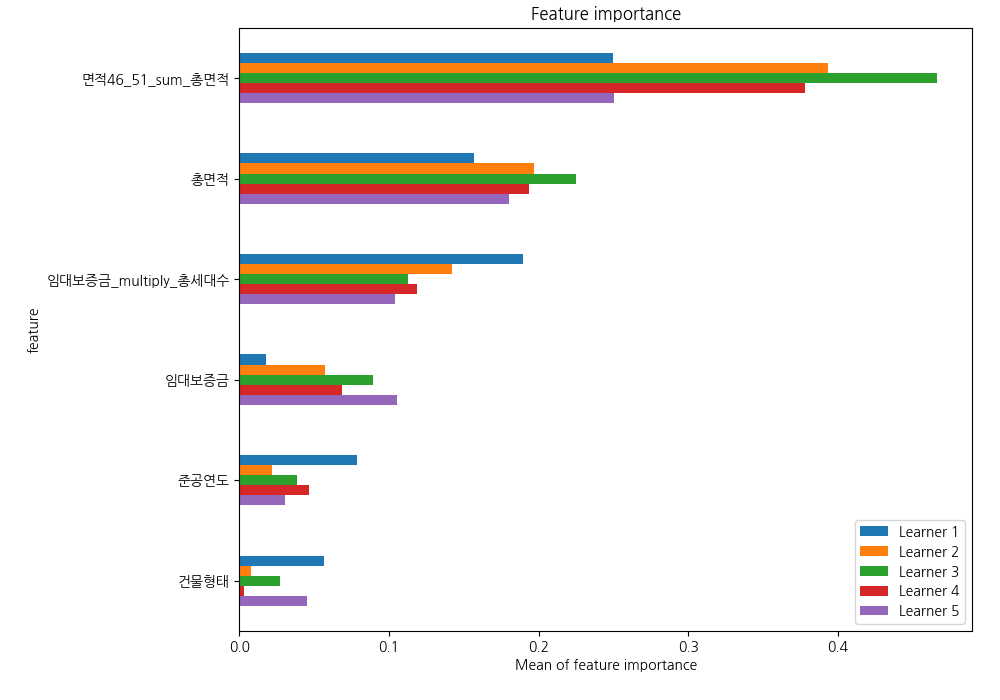 Feature importance
면적46_51_sum_총면적
총면적
임대보증금_multiply_총세대수
임대보증금
준공연도
건물형태
feature
0.0 0.1 0.2 0.3 0.4
Mean of feature importance
Learner 1
Learner 2
Learner 3
Learner 4
Learner 5